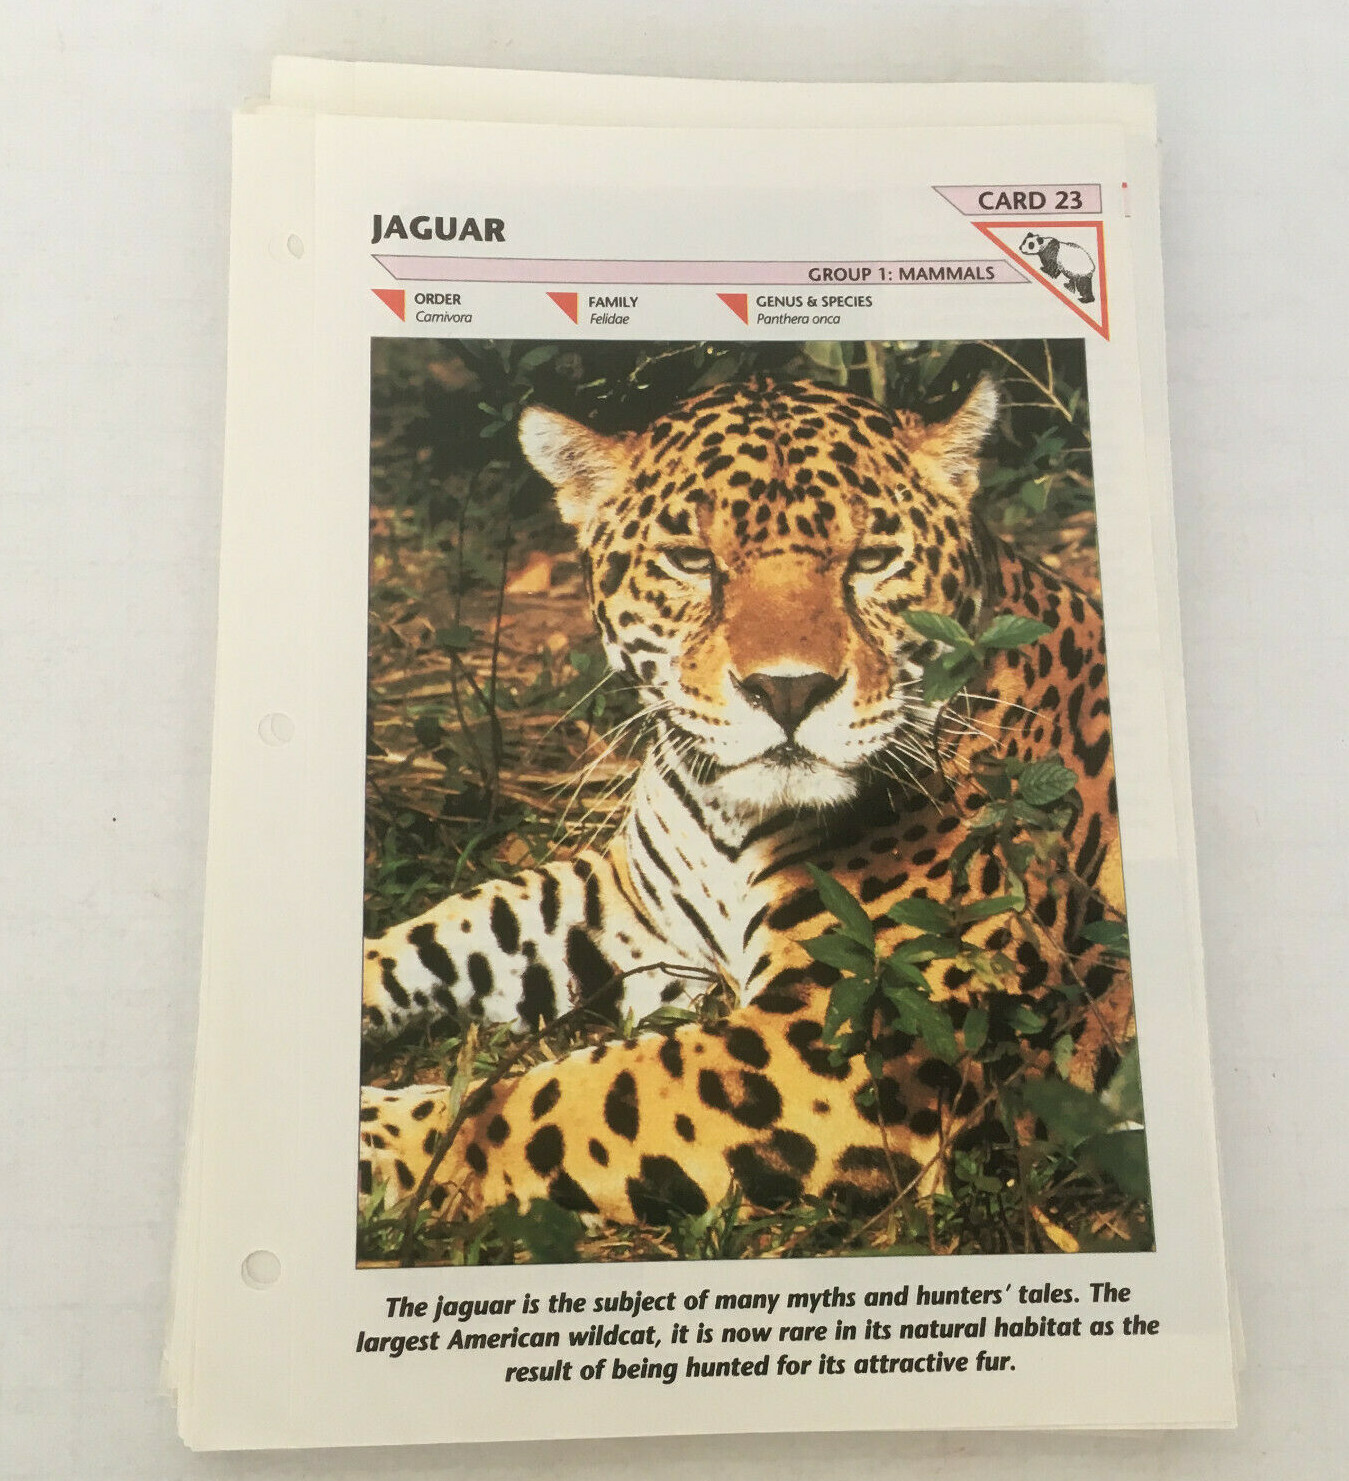 CARD 23
JAGUAR
GROUP 1: MAMMALS
ORDER
Carnivora
FAMILY
Felidae
GENUS & SPECIES
Panthera onca
The jaguar is the subject of many myths and hunters' tales. The
largest American wildcat, it is now rare in its natural habitat as the
result of being hunted for its attractive fur.